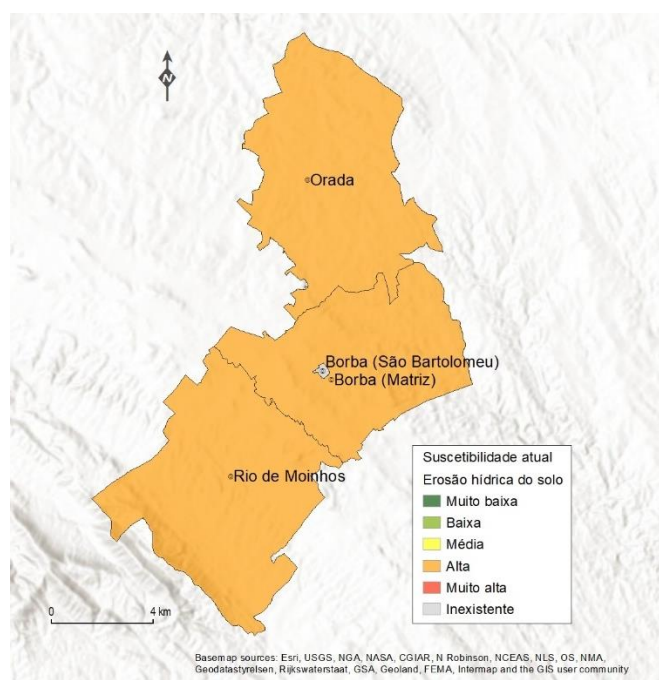 N
Orada
Borba (São Bartolomeu)
Borba (Matriz)
Rio de Moinhos
Suscetibilidade atual
Erosão hídrica do solo
Muito baixa
Baixa
Média
Alta
Muito alta
Inexistente
0 4 km
Basemap sources: Esri, USGS, NGA, NASA, CGIAR, N Robinson, NCEAS, NLS, OS, NMA,
Geodatastyrelsen, Rijkswaterstaat, GSA, Geoland, FEMA, Intermap and the GIS user community